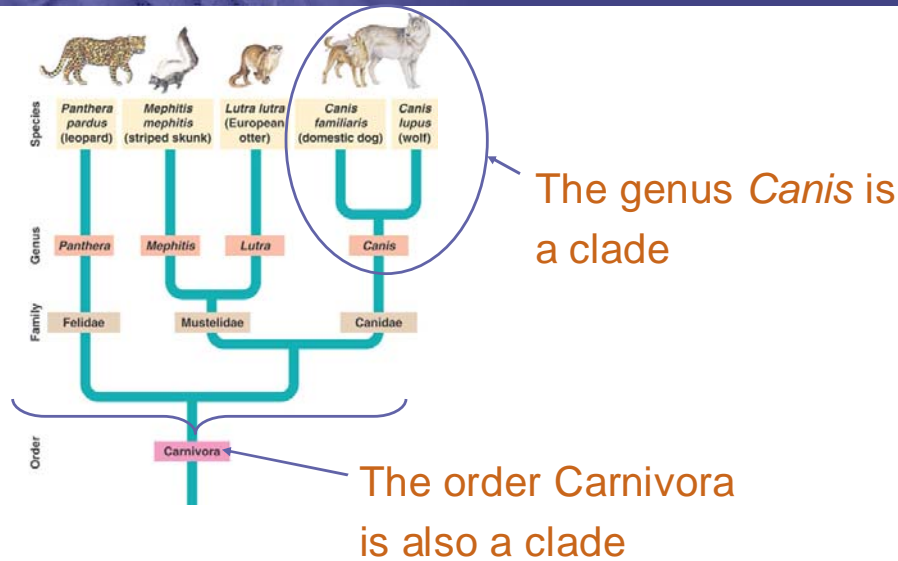 Species
Panthera
pardus
(leopard)
Mephitis
mephitis
(striped skunk)
Lutra lutra
(European
otter)
Canis
familiaris
(domestic dog)
Canis
lupus
(wolf)
The genus Canis is
a clade
Genus
Panthera
Mephitis
Lutra
Canis
Family
Felidae
Mustelidae
Canidae
Order
Carnivora
The order Carnivora
is also a clade